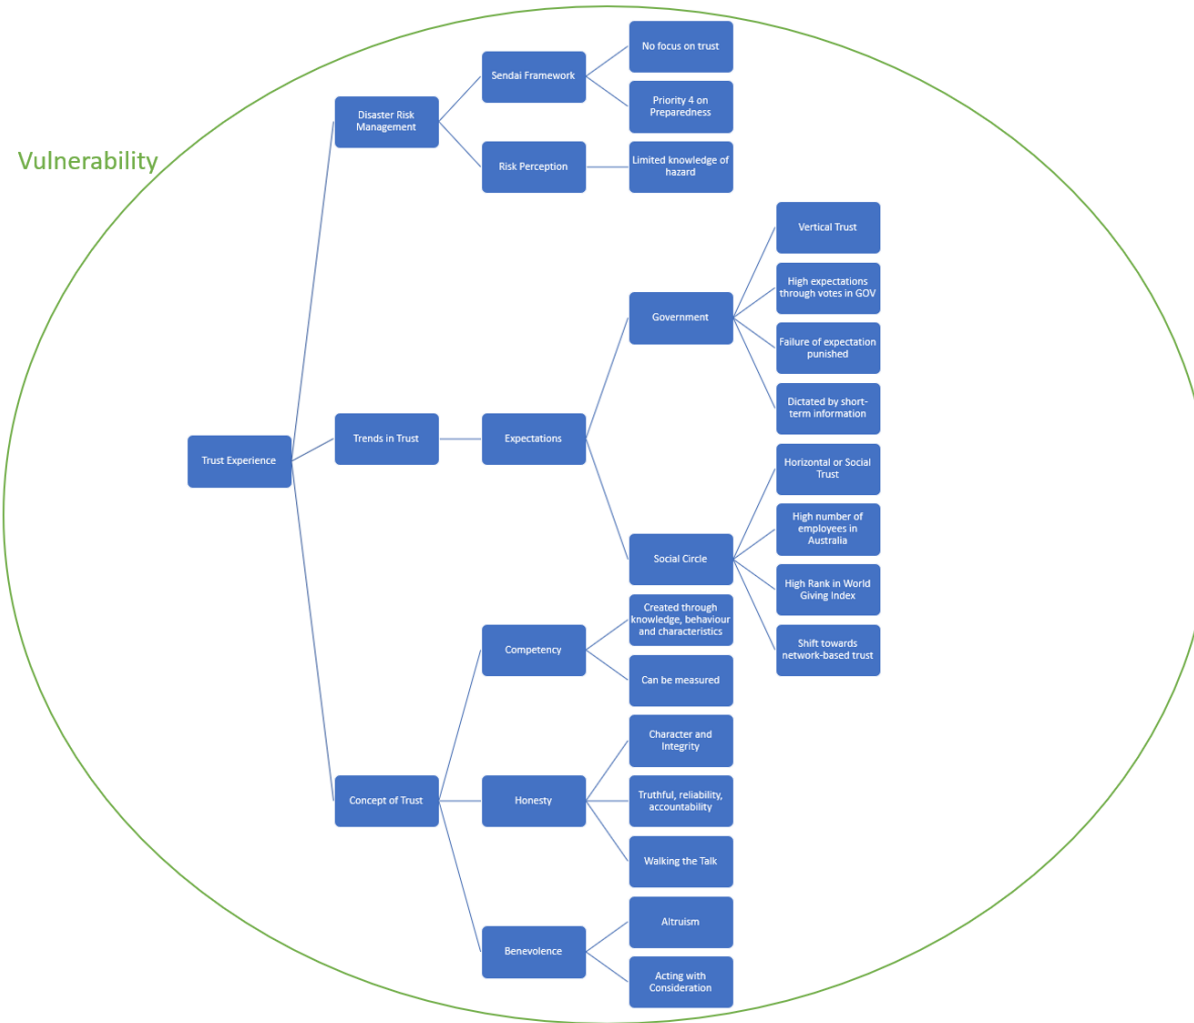 No focus on trust
Sendai Framework
Priority 4 on
Preparedness
Disaster Risk
Management
Vulnerability
Risk Perception
Limited knowledge of
hazard
Vertical Trust
High expectations
through votes in GOV
Government
Failure of expectation
punished
Dictated by short-
term information
Trends in Trust
Expectations
Trust Experience
Horizontal or Social
Trust
High number of
employees in
Australia
Social Circle
High Rank in World
Giving Index
Shift towards
network-based trust
Created through
knowledge, behaviour
and characteristics
Competency
Can be measured
Character and
Integrity
Concept of Trust
Honesty
Truthful, reliability,
accountability
Walking the Talk
Altruism
Benevolence
Acting with
Consideration